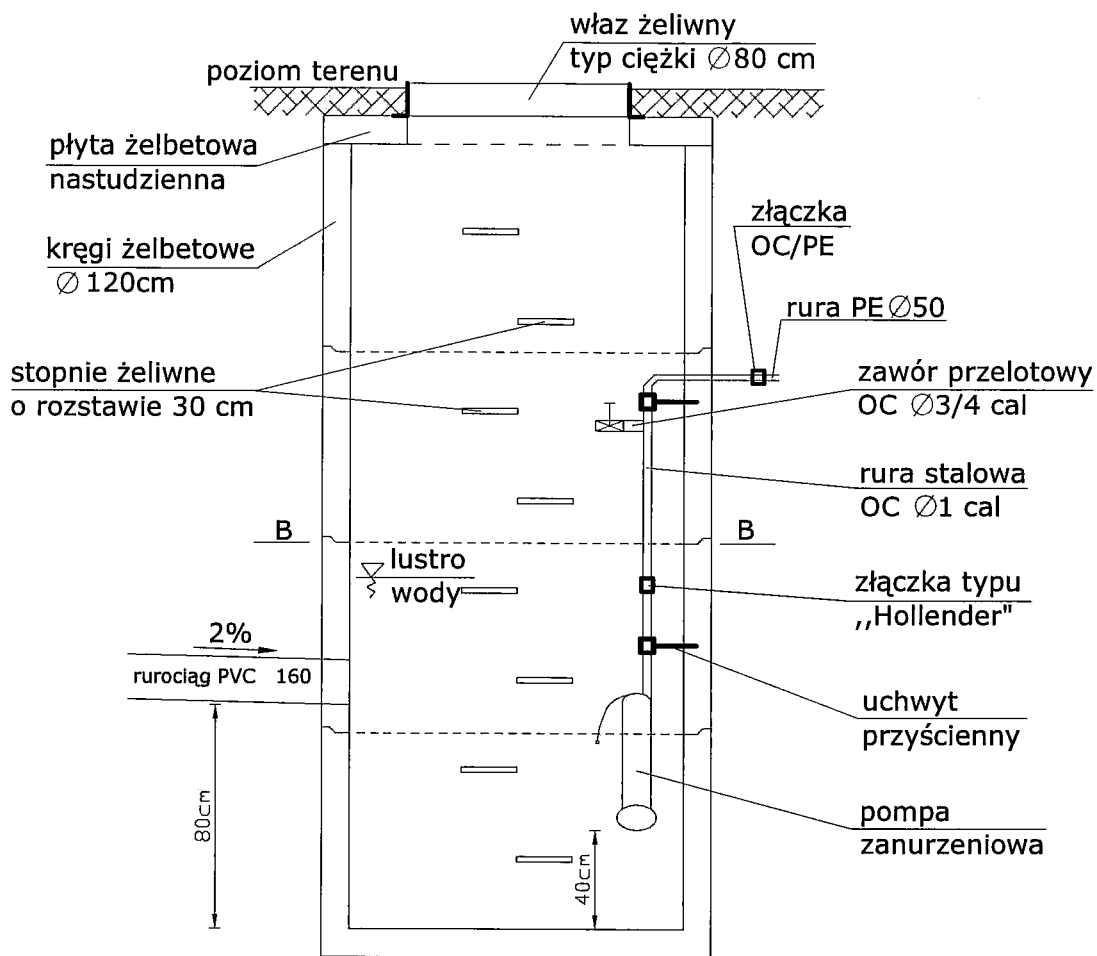 właz żeliwny
typ ciężki ∅80 cm
poziom terenu
płyta żelbetowa
nastudzienna
kręgi żelbetowe
∅ 120cm
złączka
OC/PE
rura PE∅50
stopnie żeliwne
o rozstawie 30 cm
zawór przelotowy
OC ∅3/4 cal
rura stalowa
OC ∅1 cal
B
B
lustro
wody
złączka typu
,,Hollender"
2%
rurociąg PVC 160
uchwyt
przyścienny
80cm
40cm
pompa
zanurzeniowa